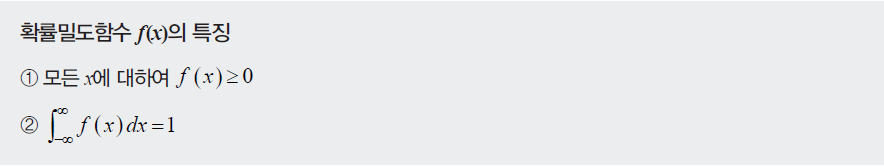 확률밀도함수 f(x)의 특징
① 모든 x에 대하여 f(x)≥0
② ∫_{-∞}^{∞} f(x)dx=1